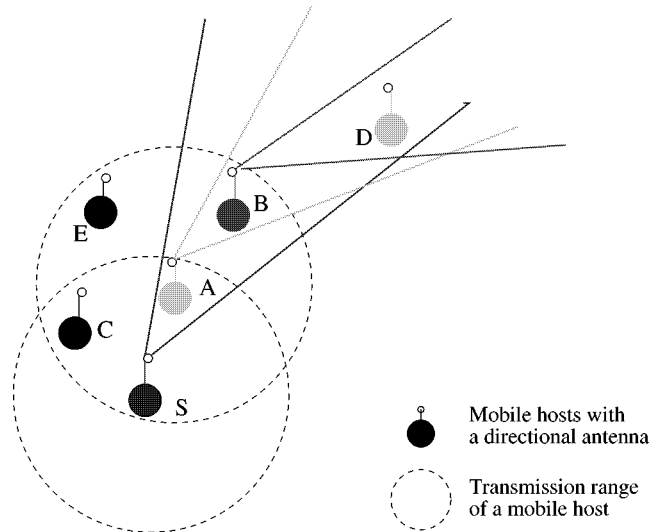 D
B
E
A
C
S
Mobile hosts with
a directional antenna
Transmission range
of a mobile host